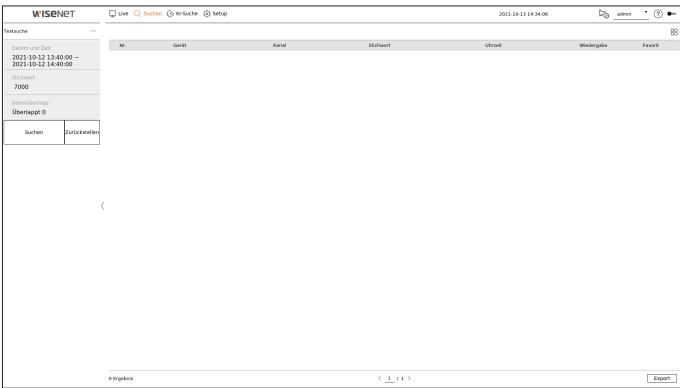 WISENET
Live Suchen KI-Suche Setup 2021-10-13 14:34:06 admin ?
Textsuche ...
Datum und Zeit
2021-10-12 13:40:00 ~
2021-10-12 14:40:00
Stichwort
7000
Datenüberlapp.
Überlappt 0
Suchen Zurückstellen
Nr. Gerät Kanal Stichwort Uhrzeit Wiedergabe Favorit
0 Ergebnis < 1 / 1 > Export